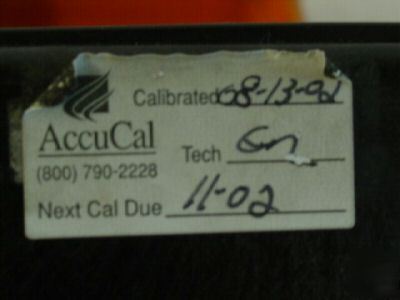 Calibrated 08-13-02
AccuCal
Tech
(800) 790-2228
Next Cal Due 11-02